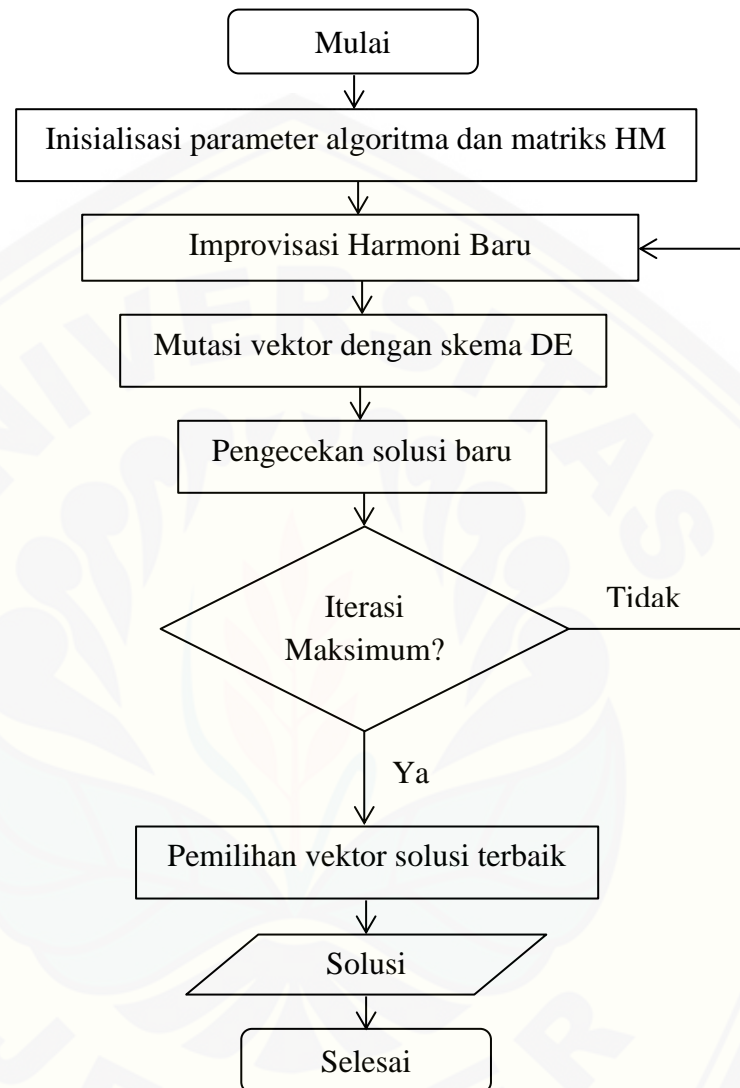 Mulai
Inisialisasi parameter algoritma dan matriks HM
Improvisasi Harmoni Baru
Mutasi vektor dengan skema DE
Pengecekan solusi baru
Iterasi
Maksimum?
Tidak
Ya
Pemilihan vektor solusi terbaik
Solusi
Selesai
UNIVERSITAS